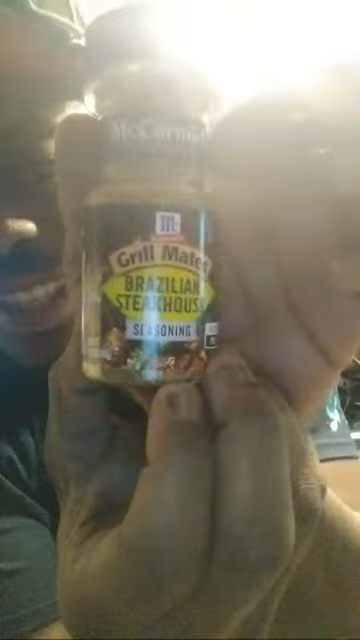 McCormick
M
Grill Mates
BRAZILIAN
STEAKHOUSE
SEASONING